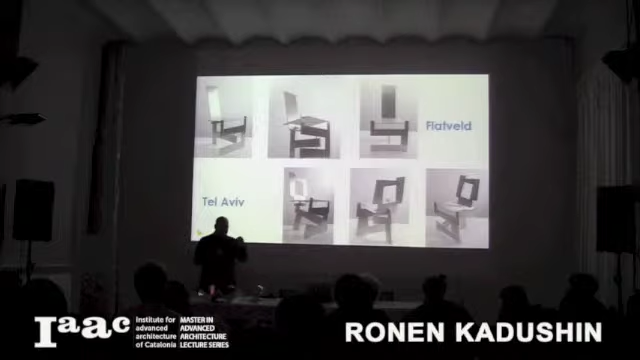 Flatveld
Tel Aviv
Iaac
Institute for
advanced
architecture
of Catalonia
MASTER IN
ADVANCED
ARCHITECTURE
LECTURE SERIES
RONEN KADUSHIN